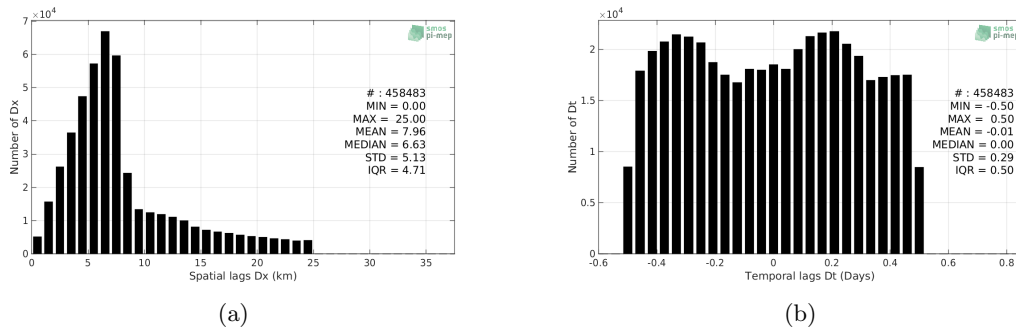 ×10⁴
7
6
5
4
3
2
1
0
Number of Dx
smos
pi-mep
# : 458483
MIN = 0.00
MAX = 25.00
MEAN = 7.96
MEDIAN = 6.63
STD = 5.13
IQR = 4.71
0 5 10 15 20 25 30 35
Spatial lags Dx (km)
(a)
×10⁴
2
1.5
1
0.5
0
Number of Dt
smos
pi-mep
# : 458483
MIN = -0.50
MAX = 0.50
MEAN = -0.01
MEDIAN = 0.00
STD = 0.29
IQR = 0.50
-0.6 -0.4 -0.2 0 0.2 0.4 0.6 0.8
Temporal lags Dt (Days)
(b)